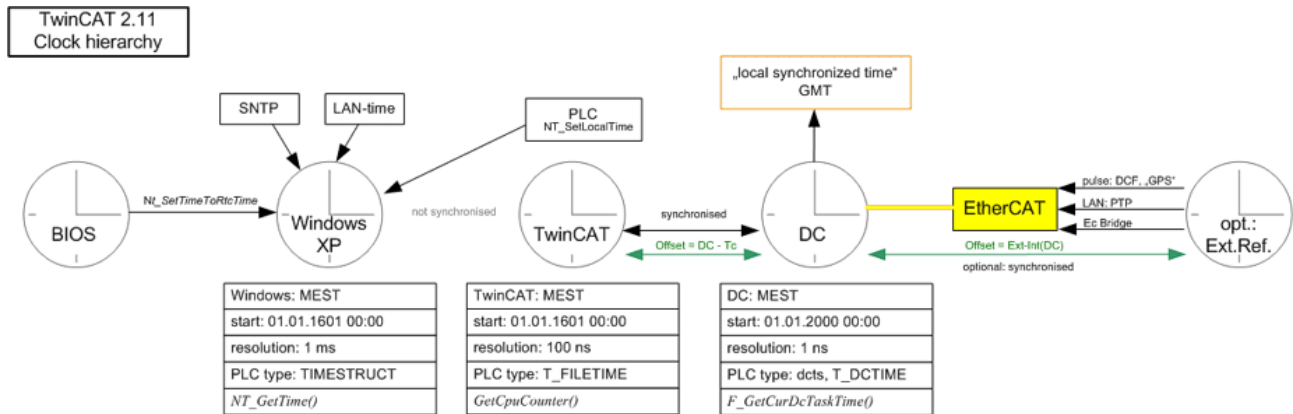 TwinCAT 2.11
Clock hierarchy
SNTP
LAN-time
PLC
NT_SetLocalTime
„local synchronized time“
GMT
BIOS
Nt_SetTimeToRtcTime
Windows
XP
not synchronised
TwinCAT
synchronised
Offset = DC - Tc
DC
EtherCAT
pulse: DCF, „GPS“
LAN: PTP
Ec Bridge
Offset = Ext-Int(DC)
optional: synchronised
opt.:
Ext.Ref.
Windows: MEST
start: 01.01.1601 00:00
resolution: 1 ms
PLC type: TIMESTRUCT
NT_GetTime()
TwinCAT: MEST
start: 01.01.1601 00:00
resolution: 100 ns
PLC type: T_FILETIME
GetCpuCounter()
DC: MEST
start: 01.01.2000 00:00
resolution: 1 ns
PLC type: dcts, T_DCTIME
F_GetCurDcTaskTime()